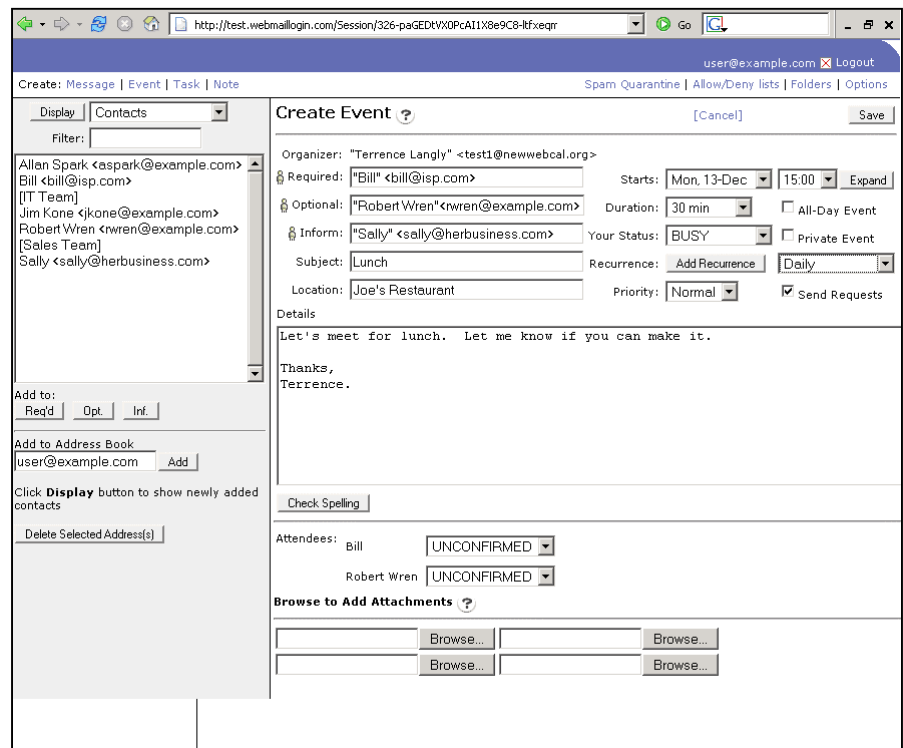 http://test.webmaillogin.com/Session/326-paGEDtVX0PcAI1X8e9C8-ltfxeqrr Go
user@example.com Logout
Create: Message | Event | Task | Note Spam Quarantine | Allow/Deny lists | Folders | Options
Display Contacts
Filter:
Allan Spark <aspark@example.com>
Bill <bill@isp.com>
[IT Team]
Jim Kone <jkone@example.com>
Robert Wren <rwren@example.com>
[Sales Team]
Sally <sally@herbusiness.com>
Add to:
Req'd Opt. Inf.
Add to Address Book
user@example.com Add
Click Display button to show newly added
contacts
Delete Selected Address(s)
Create Event ? [Cancel] Save
Organizer: "Terrence Langly" <test1@newwebcal.org>
Required: "Bill" <bill@isp.com> Starts: Mon, 13-Dec 15:00 Expand
Optional: "Robert Wren"<rwren@example.com> Duration: 30 min All-Day Event
Inform: "Sally" <sally@herbusiness.com> Your Status: BUSY Private Event
Subject: Lunch Recurrence: Add Recurrence Daily
Location: Joe's Restaurant Priority: Normal Send Requests
Details
Let's meet for lunch.  Let me know if you can make it.
Thanks,
Terrence.
Check Spelling
Attendees: Bill UNCONFIRMED
Robert Wren UNCONFIRMED
Browse to Add Attachments ?
Browse... Browse...
Browse... Browse...